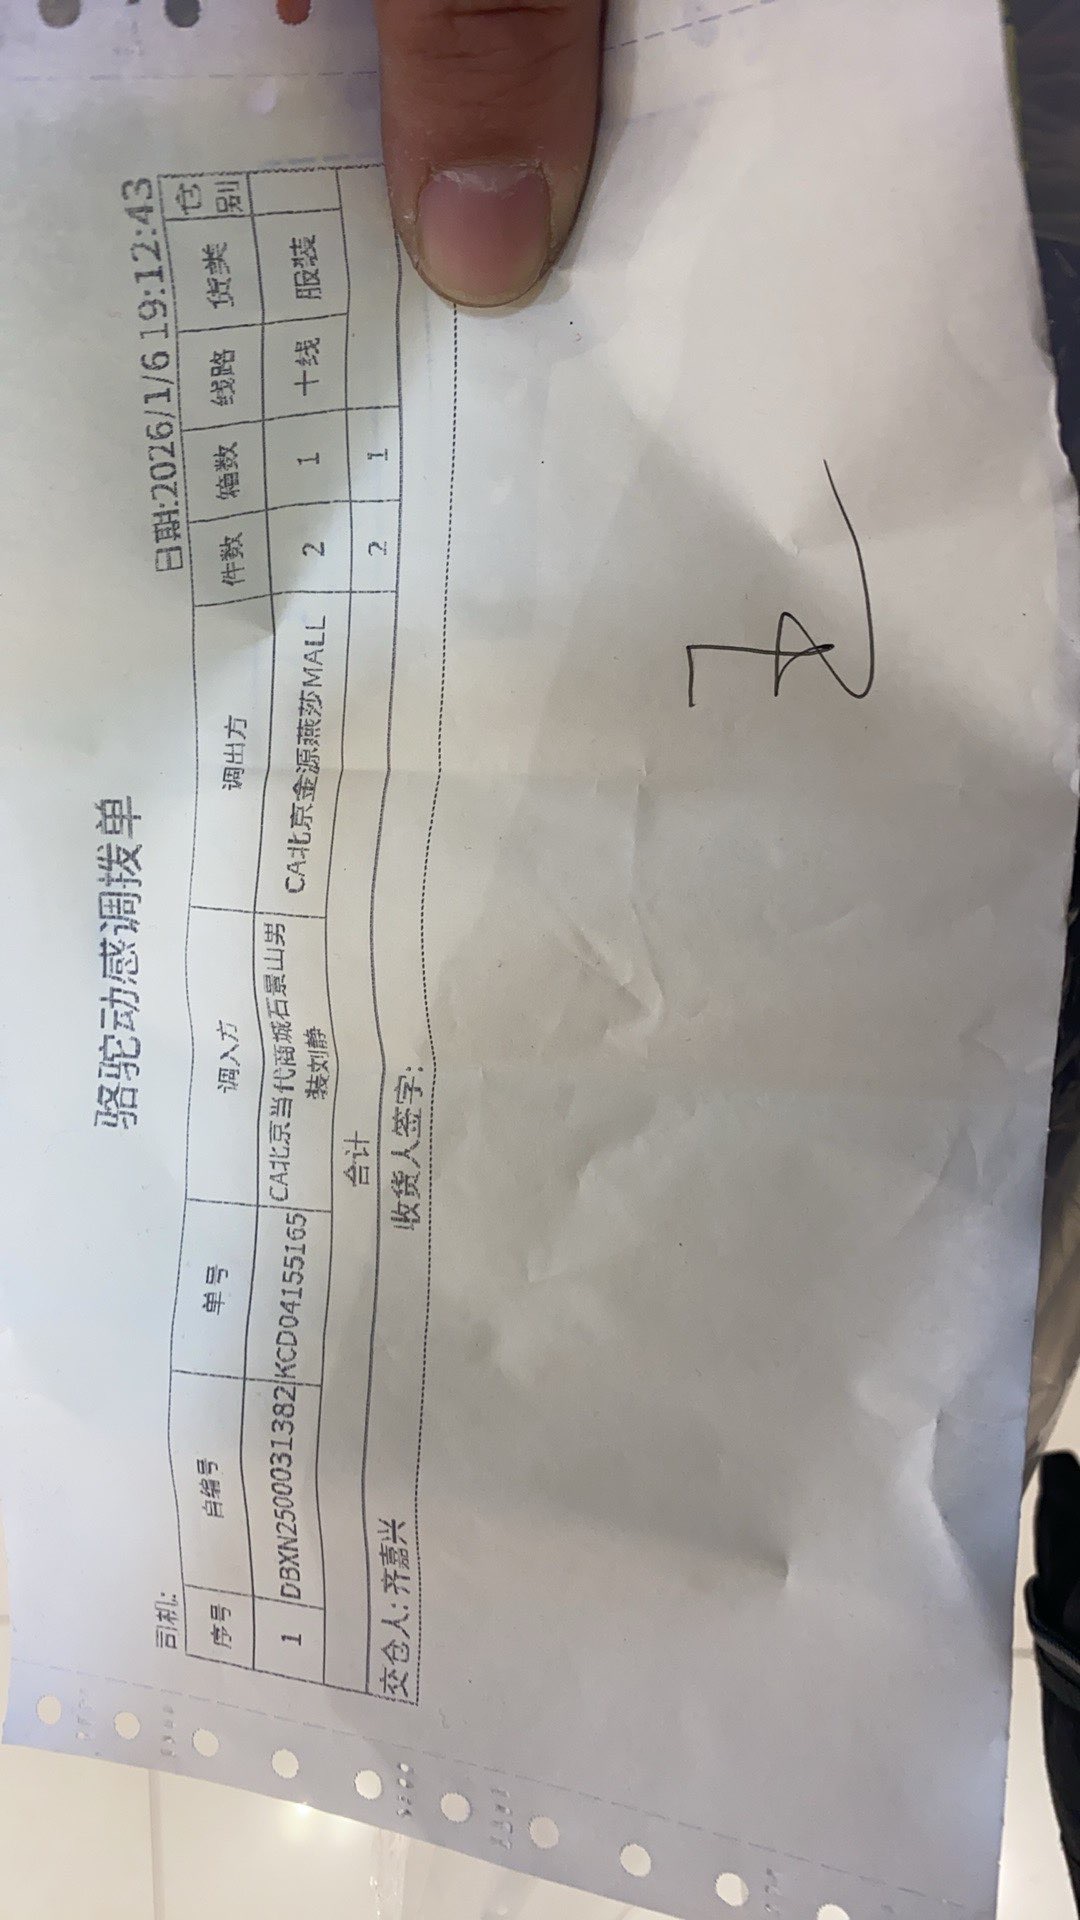 骆驼动感调拨单
司机: 日期:2026/1/6 19:12:43
序号 自编号 单号 调入方 调出方 件数 箱数 线路 货类 仓别
1 DBXN2500031382 KCD04155165 CA北京当代商城石景山男装刘静 CA北京金源燕莎MALL 2 1 十线 服装
合计 2 1
交仓人: 齐嘉兴 收货人签字: